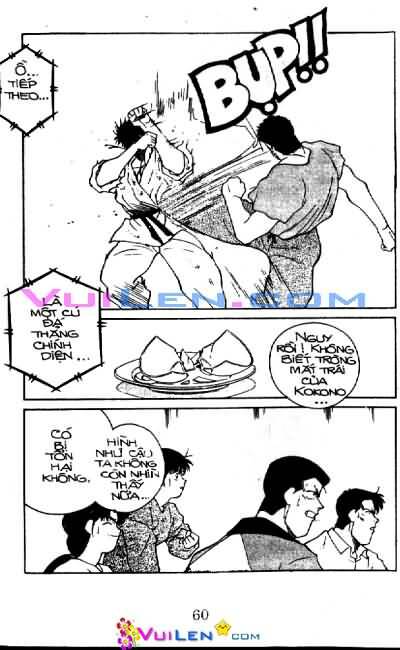 Ồ...
TIẾP
THEO...
BỤP!!
LÀ
MỘT CÚ
ĐÁ
THẲNG
CHÍNH
DIỆN...
NGUY
RỒI! KHÔNG
BIẾT TRÒNG
MẮT TRÁI
CỦA
KOKONO
...
VUILEN.COM
CÓ
BỊ
TỔN
HẠI
KHÔNG.
HÌNH
NHƯ CẬU
TA KHÔNG
CÒN NHÌN
THẤY
NỮA...
60
VUILEN.COM